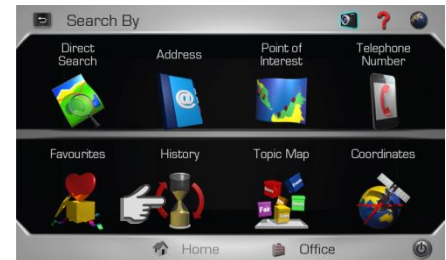 Search By
Direct
Search
Address
Point of
Interest
Telephone
Number
Favourites
History
Topic Map
Coordinates
Home
Office